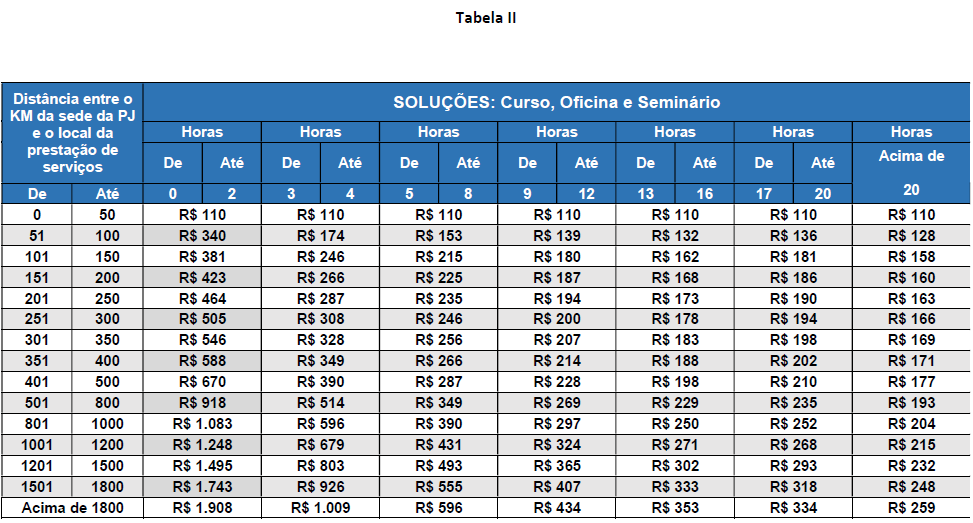 Tabela II
Distância entre o
KM da sede da PJ
e o local da
prestação de
serviços
SOLUÇÕES: Curso, Oficina e Seminário
Horas Horas Horas Horas Horas Horas Horas
De Até De Até De Até De Até De Até De Até Acima de
De Até 0 2 3 4 5 8 9 12 13 16 17 20 20
0 50 R$ 110 R$ 110 R$ 110 R$ 110 R$ 110 R$ 110 R$ 110
51 100 R$ 340 R$ 174 R$ 153 R$ 139 R$ 132 R$ 136 R$ 128
101 150 R$ 381 R$ 246 R$ 215 R$ 180 R$ 162 R$ 181 R$ 158
151 200 R$ 423 R$ 266 R$ 225 R$ 187 R$ 168 R$ 186 R$ 160
201 250 R$ 464 R$ 287 R$ 235 R$ 194 R$ 173 R$ 190 R$ 163
251 300 R$ 505 R$ 308 R$ 246 R$ 200 R$ 178 R$ 194 R$ 166
301 350 R$ 546 R$ 328 R$ 256 R$ 207 R$ 183 R$ 198 R$ 169
351 400 R$ 588 R$ 349 R$ 266 R$ 214 R$ 188 R$ 202 R$ 171
401 500 R$ 670 R$ 390 R$ 287 R$ 228 R$ 198 R$ 210 R$ 177
501 800 R$ 918 R$ 514 R$ 349 R$ 269 R$ 229 R$ 235 R$ 193
801 1000 R$ 1.083 R$ 596 R$ 390 R$ 297 R$ 250 R$ 252 R$ 204
1001 1200 R$ 1.248 R$ 679 R$ 431 R$ 324 R$ 271 R$ 268 R$ 215
1201 1500 R$ 1.495 R$ 803 R$ 493 R$ 365 R$ 302 R$ 293 R$ 232
1501 1800 R$ 1.743 R$ 926 R$ 555 R$ 407 R$ 333 R$ 318 R$ 248
Acima de 1800 R$ 1.908 R$ 1.009 R$ 596 R$ 434 R$ 353 R$ 334 R$ 259